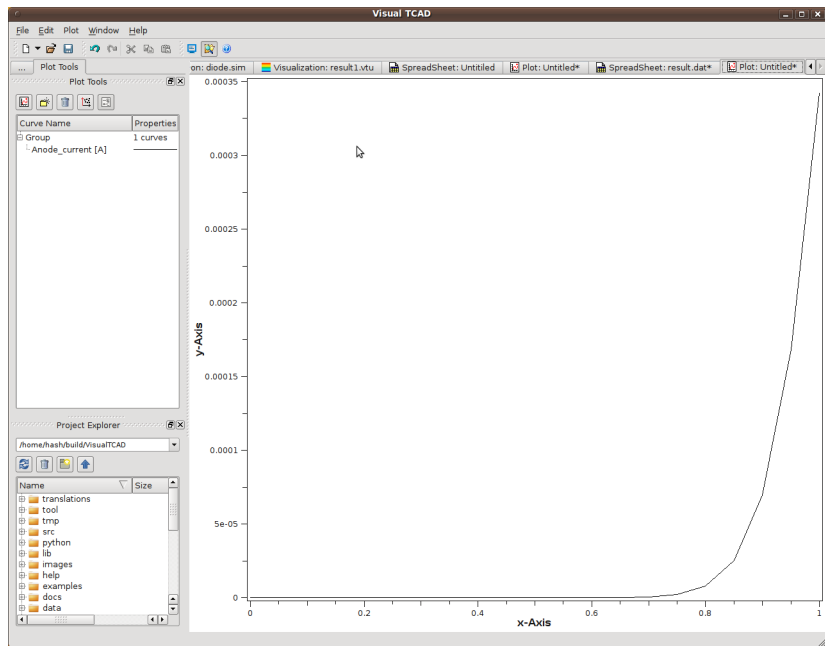 Visual TCAD
File Edit Plot Window Help
... Plot Tools
on: diode.sim Visualization: result1.vtu SpreadSheet: Untitiled Plot: Untitled* SpreadSheet: result.dat* Plot: Untitled*
Plot Tools
Curve Name Properties
Group 1 curves
Anode_current [A]
Project Explorer
/home/hash/build/VisualTCAD
Name Size
translations
tool
tmp
src
python
lib
images
help
examples
docs
data
0.00035
0.0003
0.00025
0.0002
0.00015
0.0001
5e-05
0
y-Axis
0 0.2 0.4 0.6 0.8 1
x-Axis